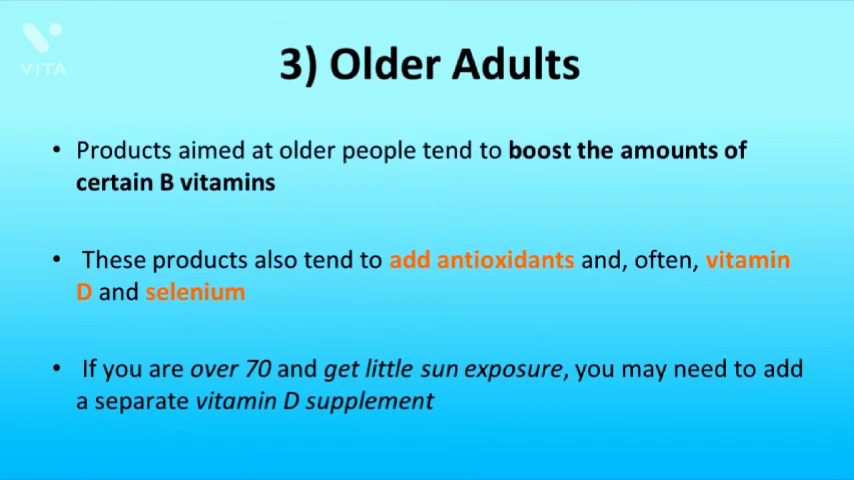 VITA
3) Older Adults
• Products aimed at older people tend to boost the amounts of
certain B vitamins
• These products also tend to add antioxidants and, often, vitamin
D and selenium
• If you are over 70 and get little sun exposure, you may need to add
a separate vitamin D supplement